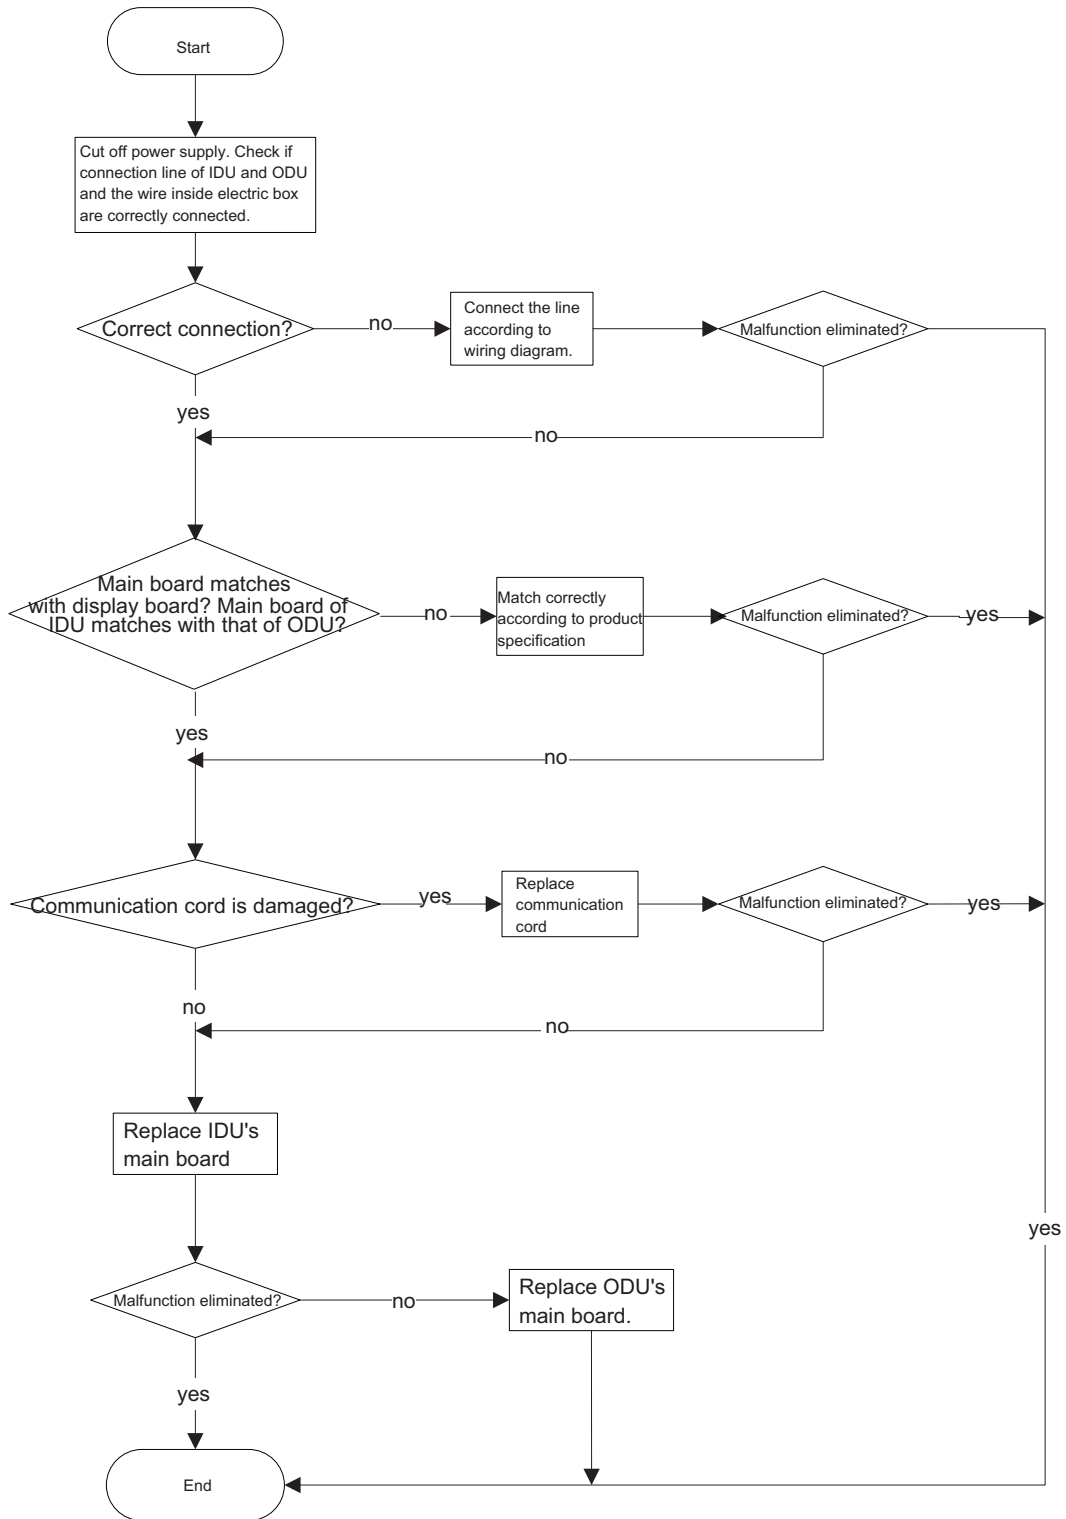 Start
Cut off power supply. Check if
connection line of IDU and ODU
and the wire inside electric box
are correctly connected.
Correct connection?
no
Connect the line
according to
wiring diagram.
Malfunction eliminated?
yes
no
Main board matches
with display board? Main board of
IDU matches with that of ODU?
no
Match correctly
according to product
specification
Malfunction eliminated?
yes
yes
no
Communication cord is damaged?
yes
Replace
communication
cord
Malfunction eliminated?
yes
no
no
Replace IDU's
main board
yes
Malfunction eliminated?
no
Replace ODU's
main board.
yes
End